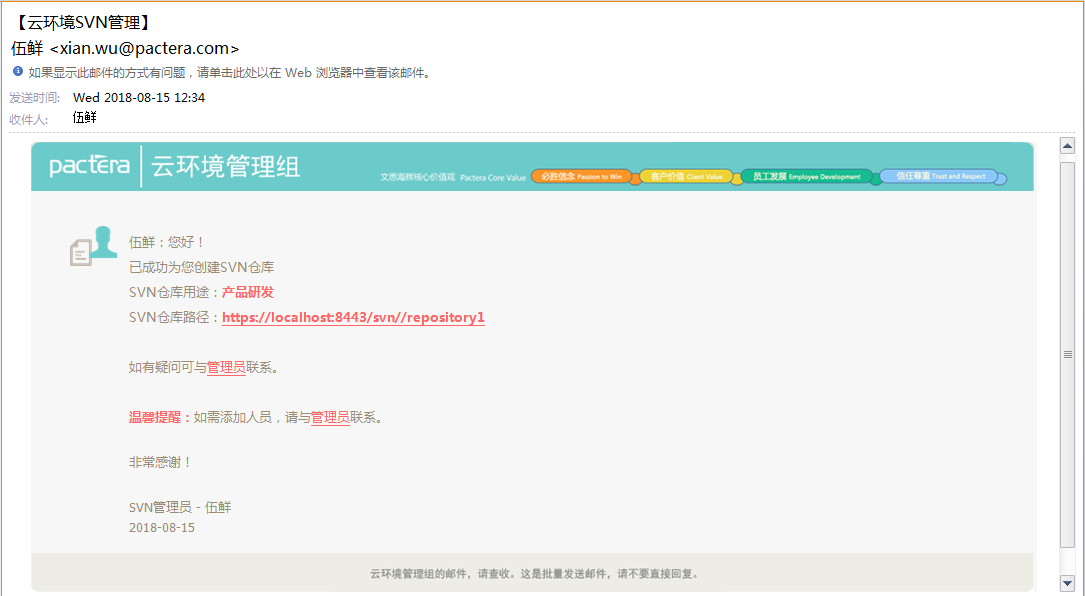 【云环境SVN管理】
伍鲜 <xian.wu@pactera.com>
如果显示此邮件的方式有问题，请单击此处以在 Web 浏览器中查看该邮件。
发送时间: Wed 2018-08-15 12:34
收件人: 伍鲜
pactera 云环境管理组
文思海辉核心价值观 Pactera Core Value 必胜信念 Passion to Win 客户价值 Client Value 员工发展 Employee Development 信任尊重 Trust and Respect
伍鲜：您好！
已成功为您创建SVN仓库
SVN仓库用途：产品研发
SVN仓库路径：https://localhost:8443/svn//repository1
如有疑问可与管理员联系。
温馨提醒：如需添加人员，请与管理员联系。
非常感谢！
SVN管理员 - 伍鲜
2018-08-15
云环境管理组的邮件，请查收。这是批量发送邮件，请不要直接回复。